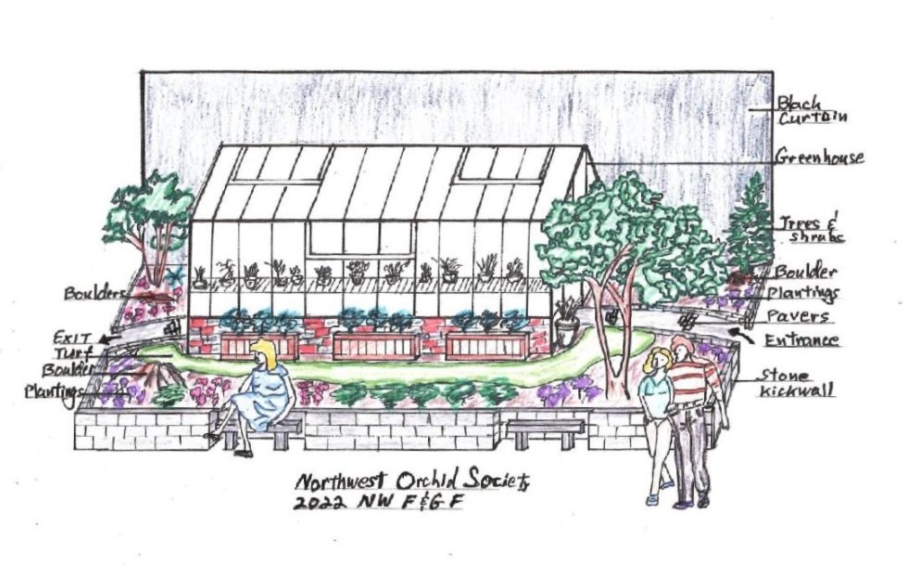 Black
Curtain
Greenhouse
Trees &
shrubs
Boulder
Plantings
Pavers
Entrance
Stone
Kickwall
Boulders
EXIT
Turf
Boulder
Plantings
Northwest Orchid Society
2022 NW F & G F